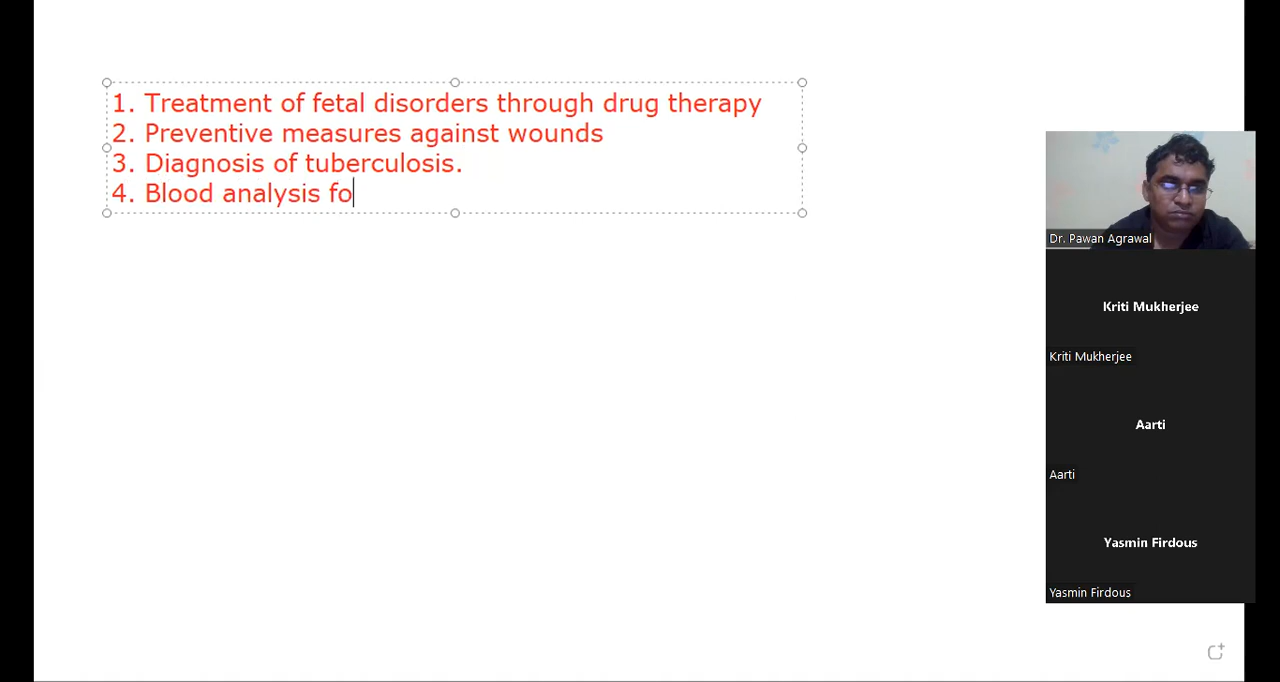 1. Treatment of fetal disorders through drug therapy
2. Preventive measures against wounds
3. Diagnosis of tuberculosis.
4. Blood analysis fo
Dr. Pawan Agrawal
Kriti Mukherjee
Kriti Mukherjee
Aarti
Aarti
Yasmin Firdous
Yasmin Firdous